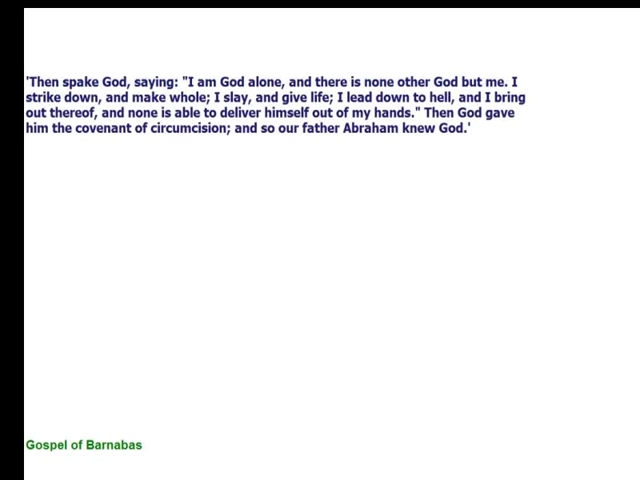 'Then spake God, saying: "I am God alone, and there is none other God but me. I
strike down, and make whole; I slay, and give life; I lead down to hell, and I bring
out thereof, and none is able to deliver himself out of my hands." Then God gave
him the covenant of circumcision; and so our father Abraham knew God.'
Gospel of Barnabas